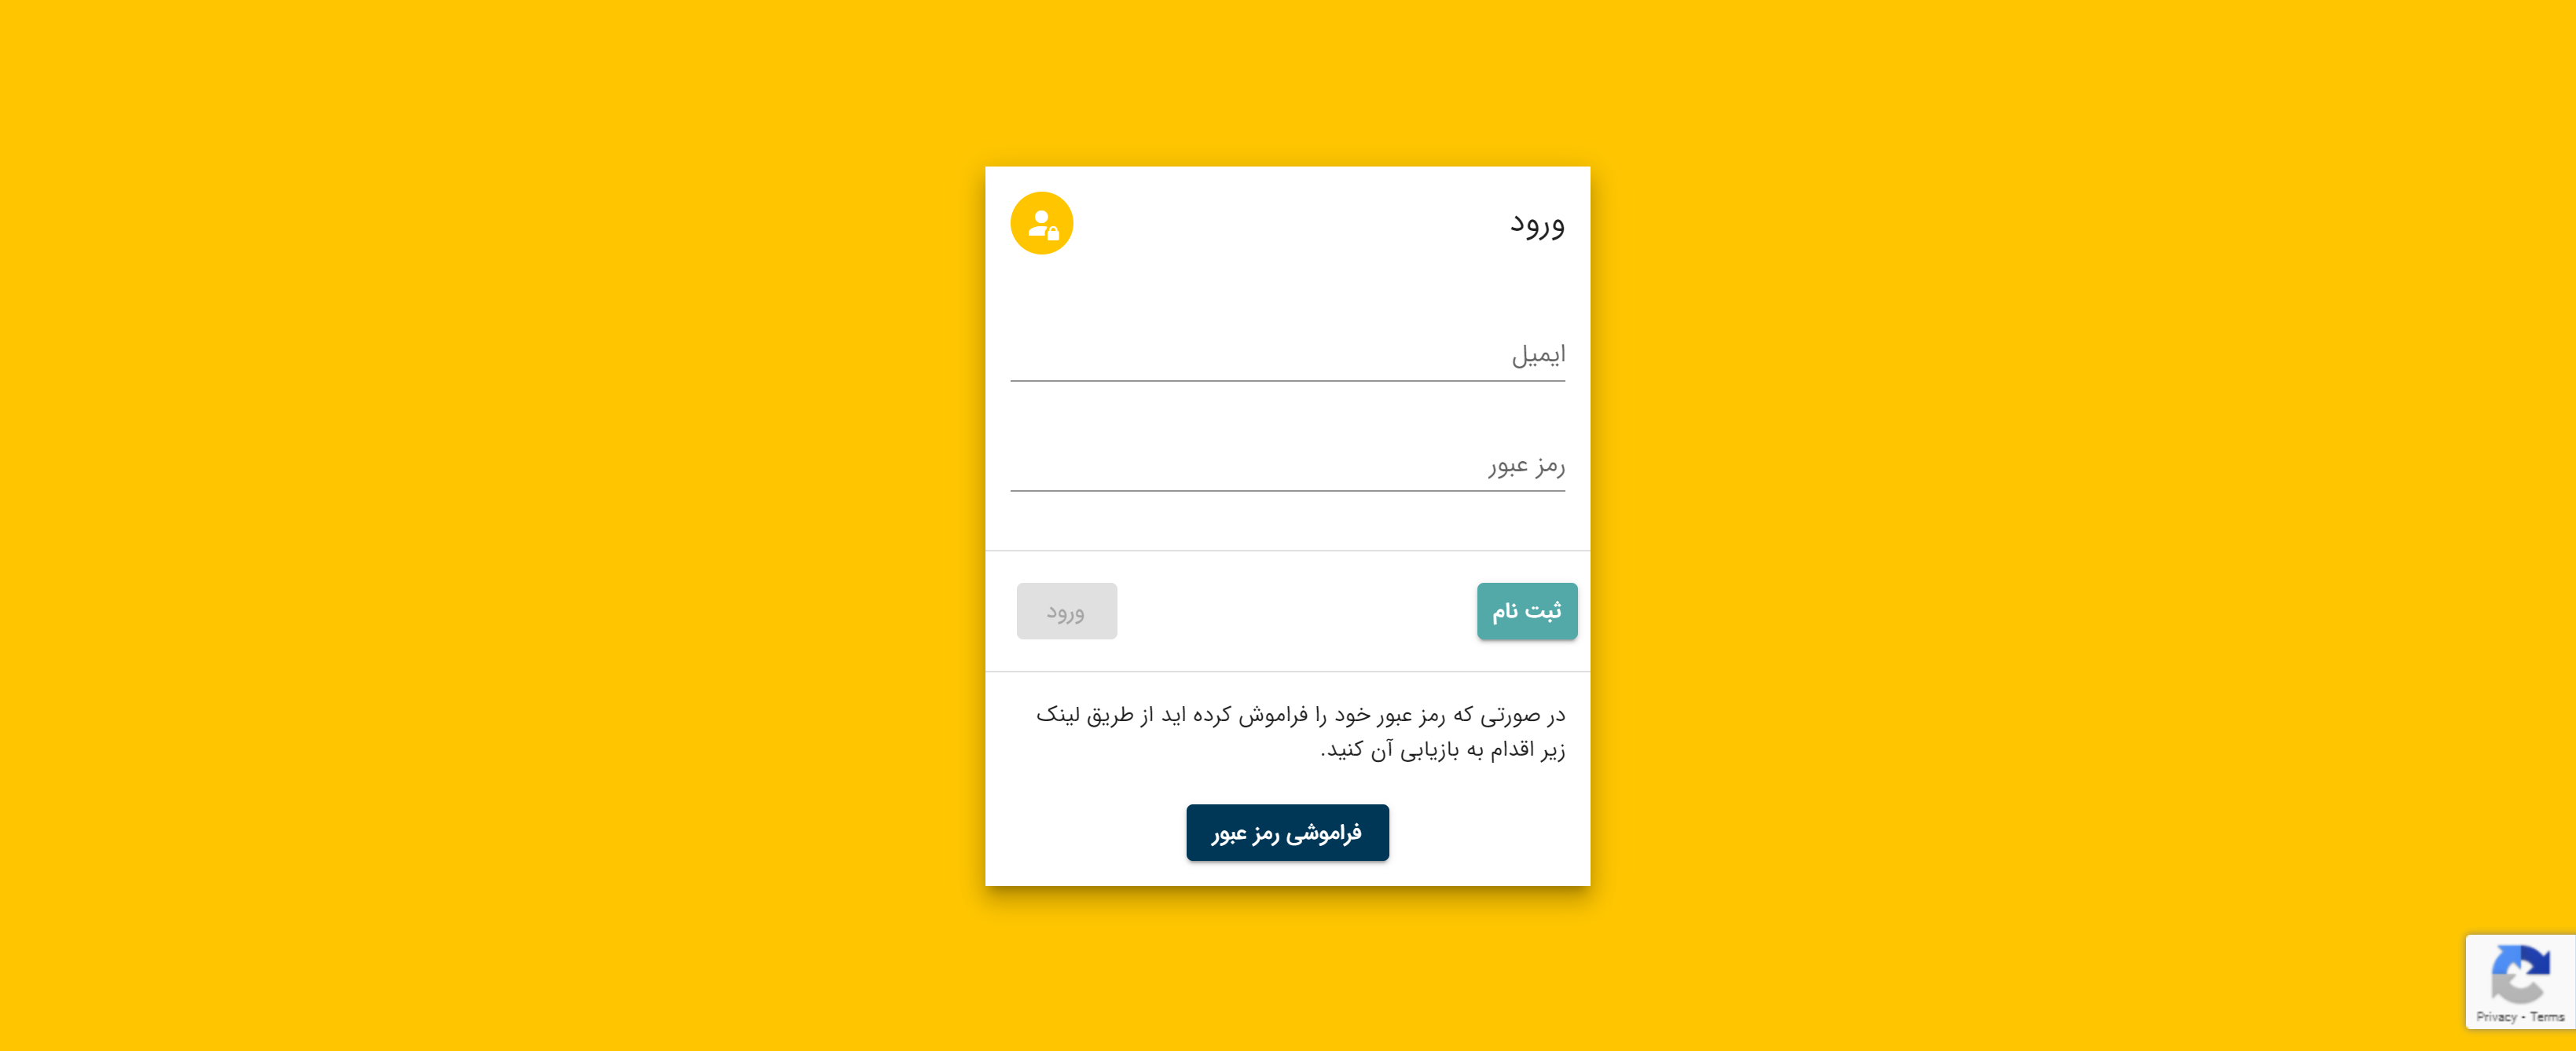 ورود
ایمیل
رمز عبور
ثبت نام
ورود
در صورتی که رمز عبور خود را فراموش کرده اید از طریق لینک
زیر اقدام به بازیابی آن کنید.
فراموشی رمز عبور
Privacy - Terms